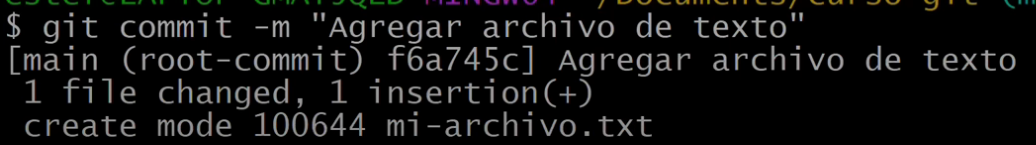 $ git commit -m "Agregar archivo de texto"
[main (root-commit) f6a745c] Agregar archivo de texto
1 file changed, 1 insertion(+)
create mode 100644 mi-archivo.txt